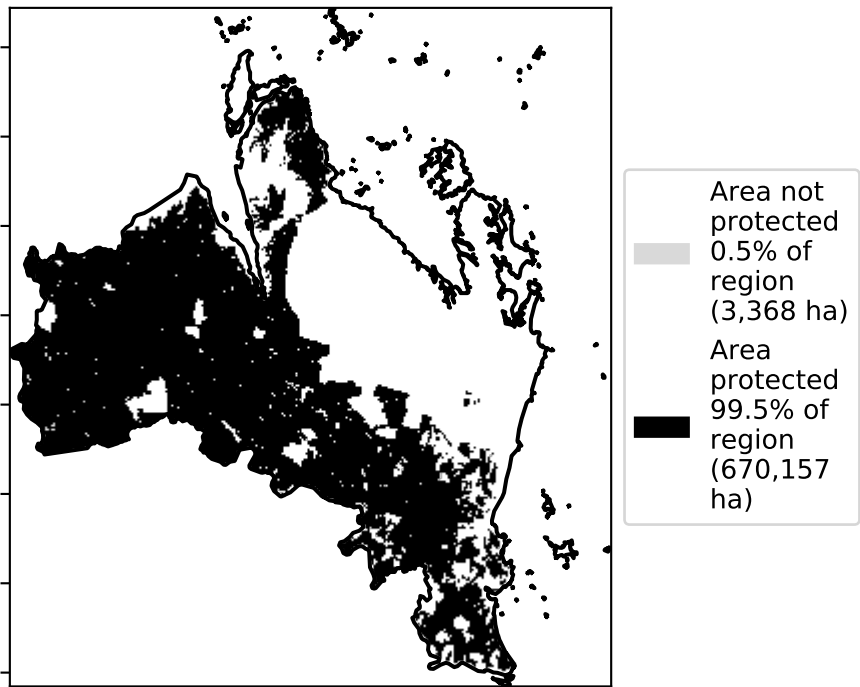 Area not
protected
0.5% of
region
(3,368 ha)
Area
protected
99.5% of
region
(670,157
ha)